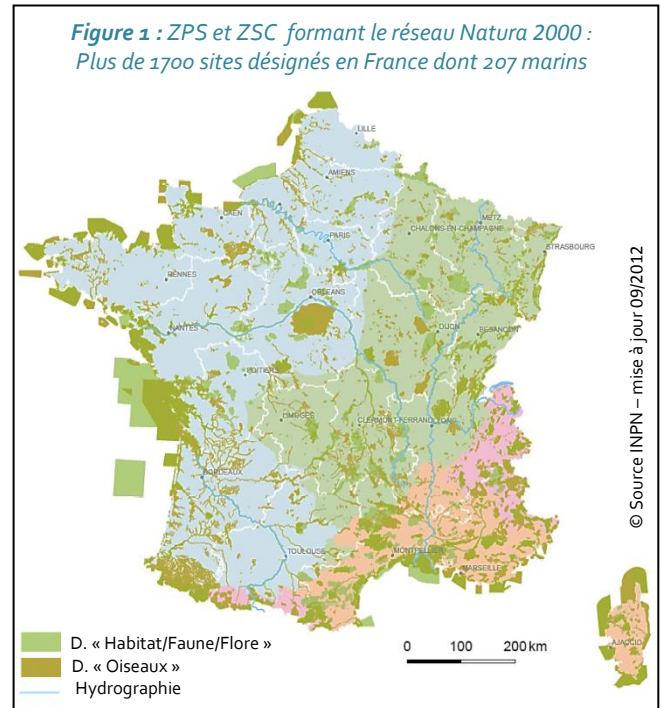 Figure 1 : ZPS et ZSC formant le réseau Natura 2000 :
Plus de 1700 sites désignés en France dont 207 marins
LILLE
AMIENS
CAEN
METZ
PARIS
CHALONS-EN-CHAMPAGNE
STRASBOURG
RENNES
ORLEANS
NANTES
DIJON
BESANCON
POITIERS
LIMOGES
CLERMONT-FERRAND
LYON
BORDEAUX
TOULOUSE
MONTPELLIER
MARSEILLE
AJACCIO
© Source INPN – mise à jour 09/2012
D. « Habitat/Faune/Flore »
D. « Oiseaux »
Hydrographie
0 100 200 km